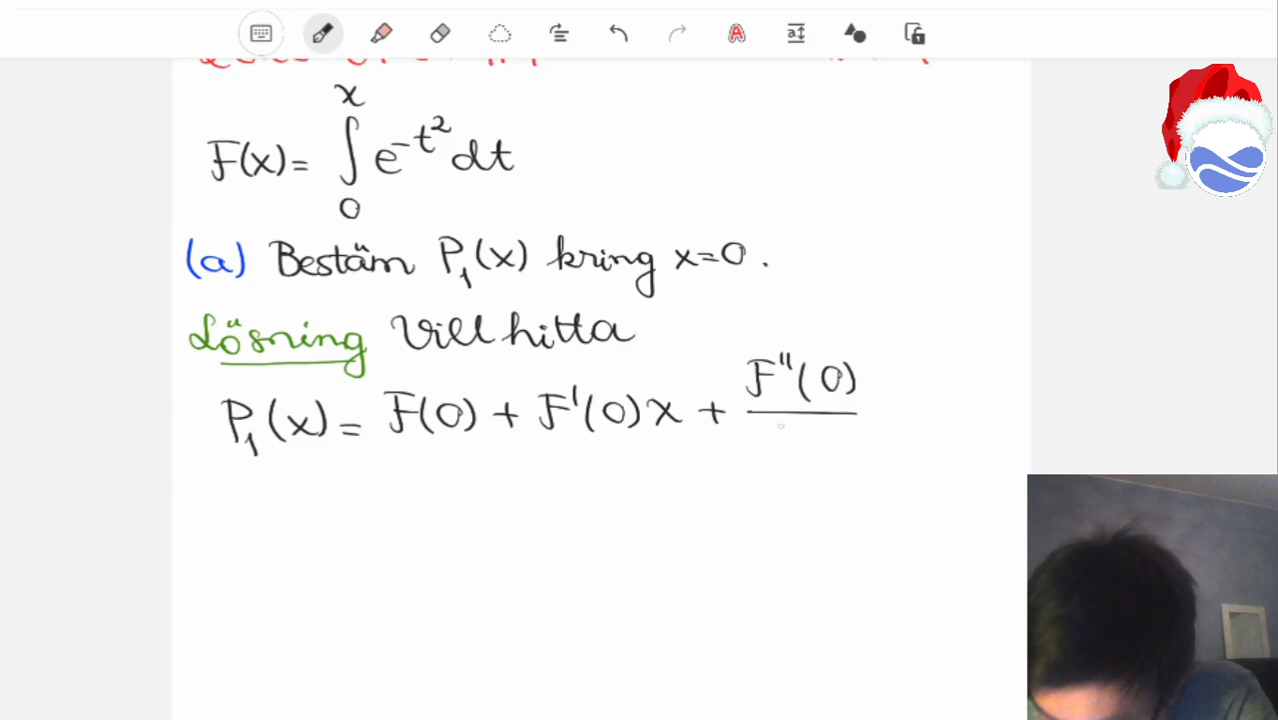 F(x) = ∫₀ˣ e^{-t²} dt
(a) Bestäm P₁(x) kring x=0.
Lösning Vill hitta
P₁(x) = F(0) + F'(0)x + F''(0)